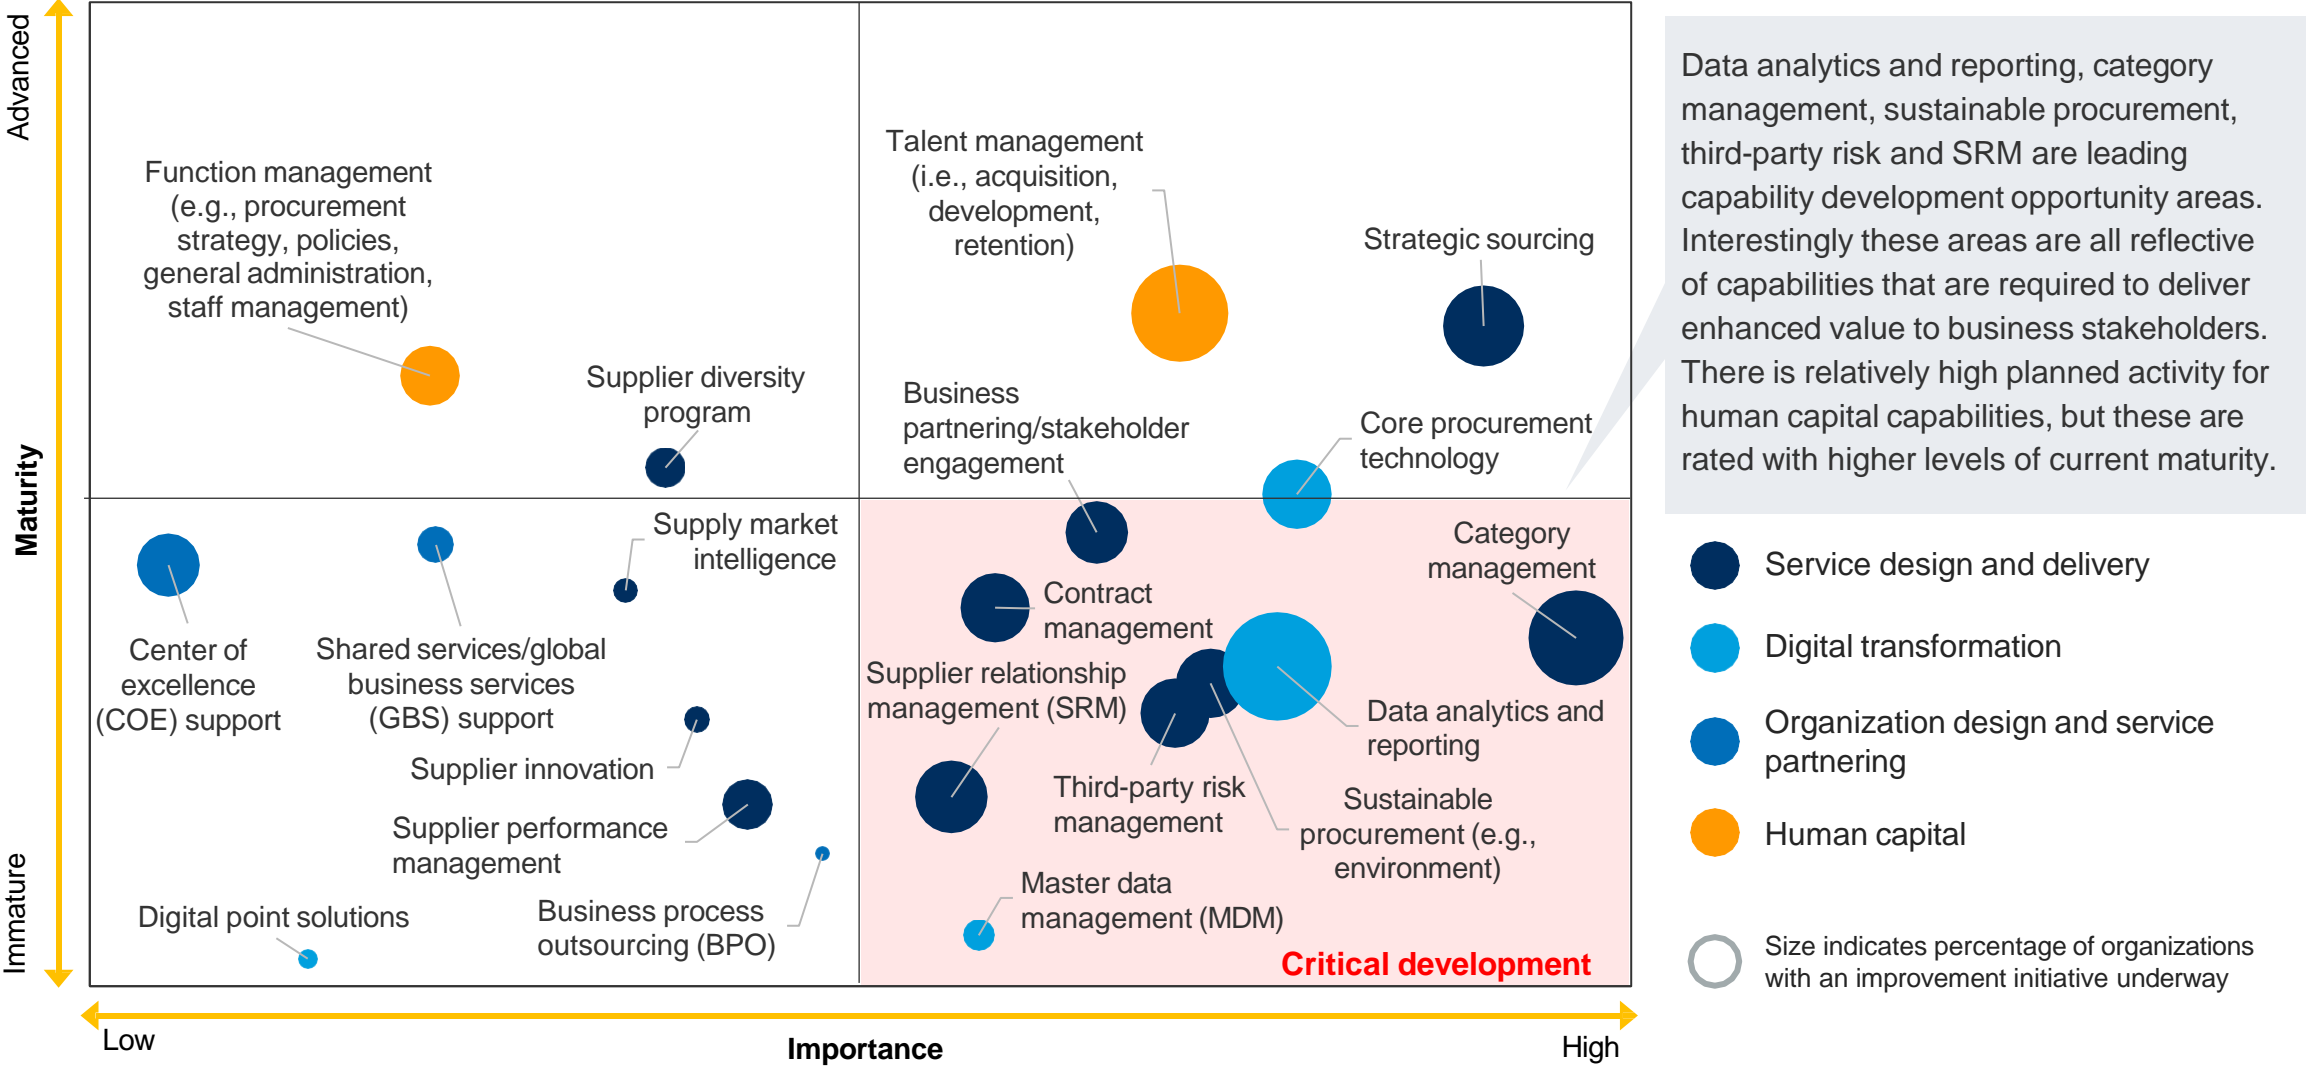 Advanced
Maturity
Immature
Function management
(e.g., procurement
strategy, policies,
general administration,
staff management)
Supplier diversity
program
Talent management
(i.e., acquisition,
development,
retention)
Strategic sourcing
Business
partnering/stakeholder
engagement
Core procurement
technology
Supply market
intelligence
Center of
excellence
(COE) support
Shared services/global
business services
(GBS) support
Supplier innovation
Supplier performance
management
Digital point solutions
Business process
outsourcing (BPO)
Category
management
Contract
management
Supplier relationship
management (SRM)
Data analytics and
reporting
Third-party risk
management
Sustainable
procurement (e.g.,
environment)
Master data
management (MDM)
Critical development
Low
Importance
High
Data analytics and reporting, category
management, sustainable procurement,
third-party risk and SRM are leading
capability development opportunity areas.
Interestingly these areas are all reflective
of capabilities that are required to deliver
enhanced value to business stakeholders.
There is relatively high planned activity for
human capital capabilities, but these are
rated with higher levels of current maturity.
Service design and delivery
Digital transformation
Organization design and service
partnering
Human capital
Size indicates percentage of organizations
with an improvement initiative underway